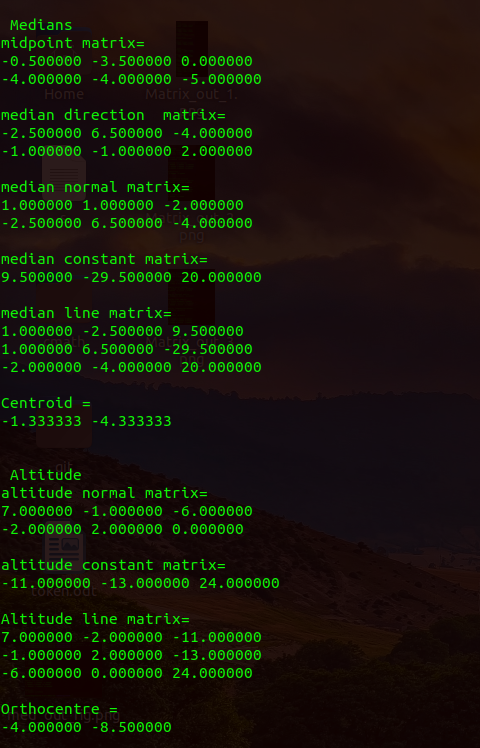 Medians
midpoint matrix=
-0.500000 -3.500000 0.000000
-4.000000 -4.000000 -5.000000
median direction  matrix=
-2.500000 6.500000 -4.000000
-1.000000 -1.000000 2.000000
median normal matrix=
1.000000 1.000000 -2.000000
-2.500000 6.500000 -4.000000
median constant matrix=
9.500000 -29.500000 20.000000
median line matrix=
1.000000 -2.500000 9.500000
1.000000 6.500000 -29.500000
-2.000000 -4.000000 20.000000
Centroid =
-1.333333 -4.333333
Altitude
altitude normal matrix=
7.000000 -1.000000 -6.000000
-2.000000 2.000000 0.000000
altitude constant matrix=
-11.000000 -13.000000 24.000000
Altitude line matrix=
7.000000 -2.000000 -11.000000
-1.000000 2.000000 -13.000000
-6.000000 0.000000 24.000000
Orthocentre =
-4.000000 -8.500000
Home
Matrix_out_1.
png